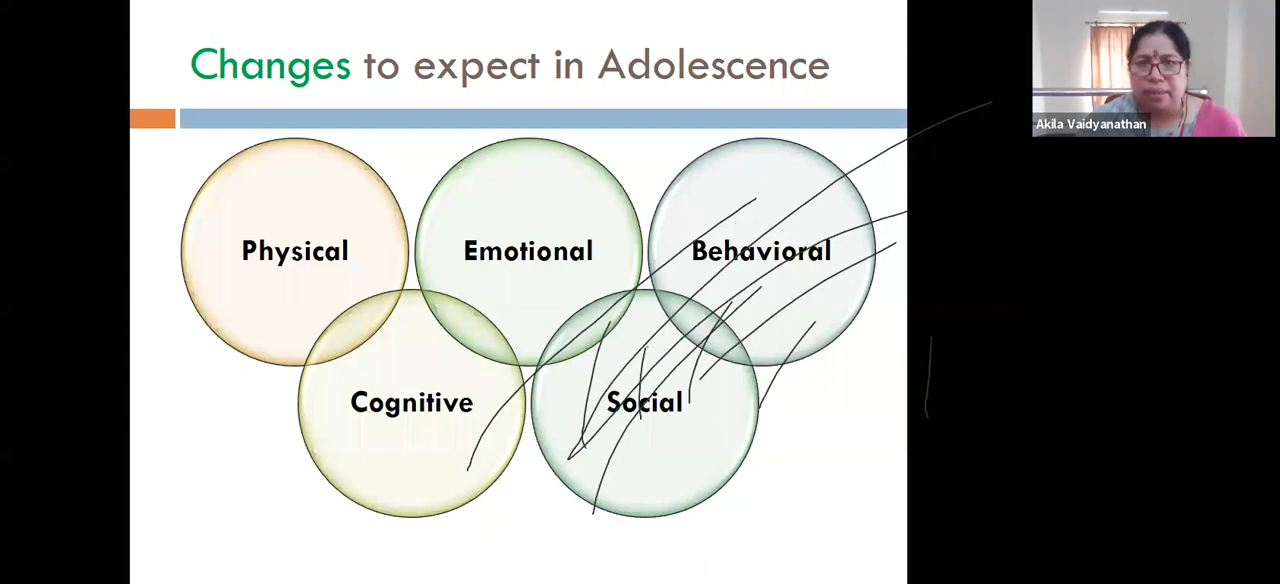 Changes to expect in Adolescence
Akila Vaidyanathan
Physical
Emotional
Behavioral
Cognitive
Social